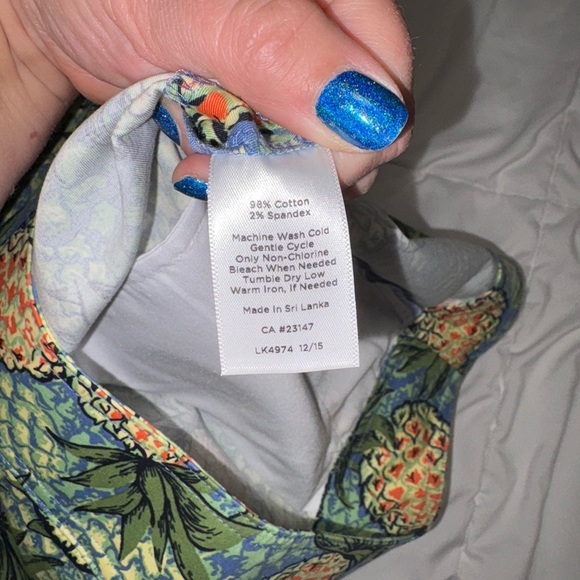 98% Cotton
2% Spandex
Machine Wash Cold
Gentle Cycle
Only Non-Chlorine
Bleach When Needed
Tumble Dry Low
Warm Iron, If Needed
Made in Sri Lanka
CA #23147
LK4974 12/15